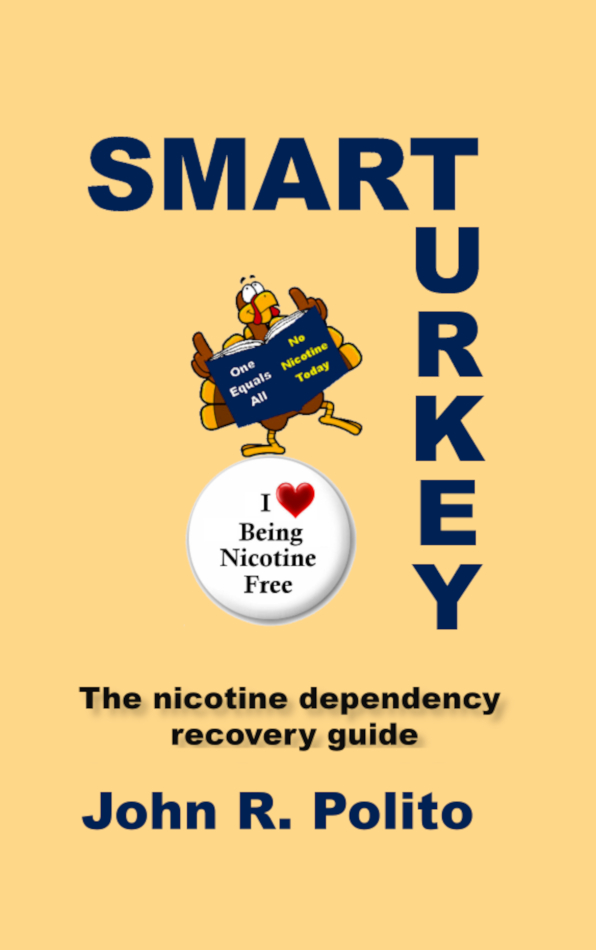 SMART
TURKEY
One
Equals
All
No
Nicotine
Today
I
Being
Nicotine
Free
The nicotine dependency
recovery guide
John R. Polito